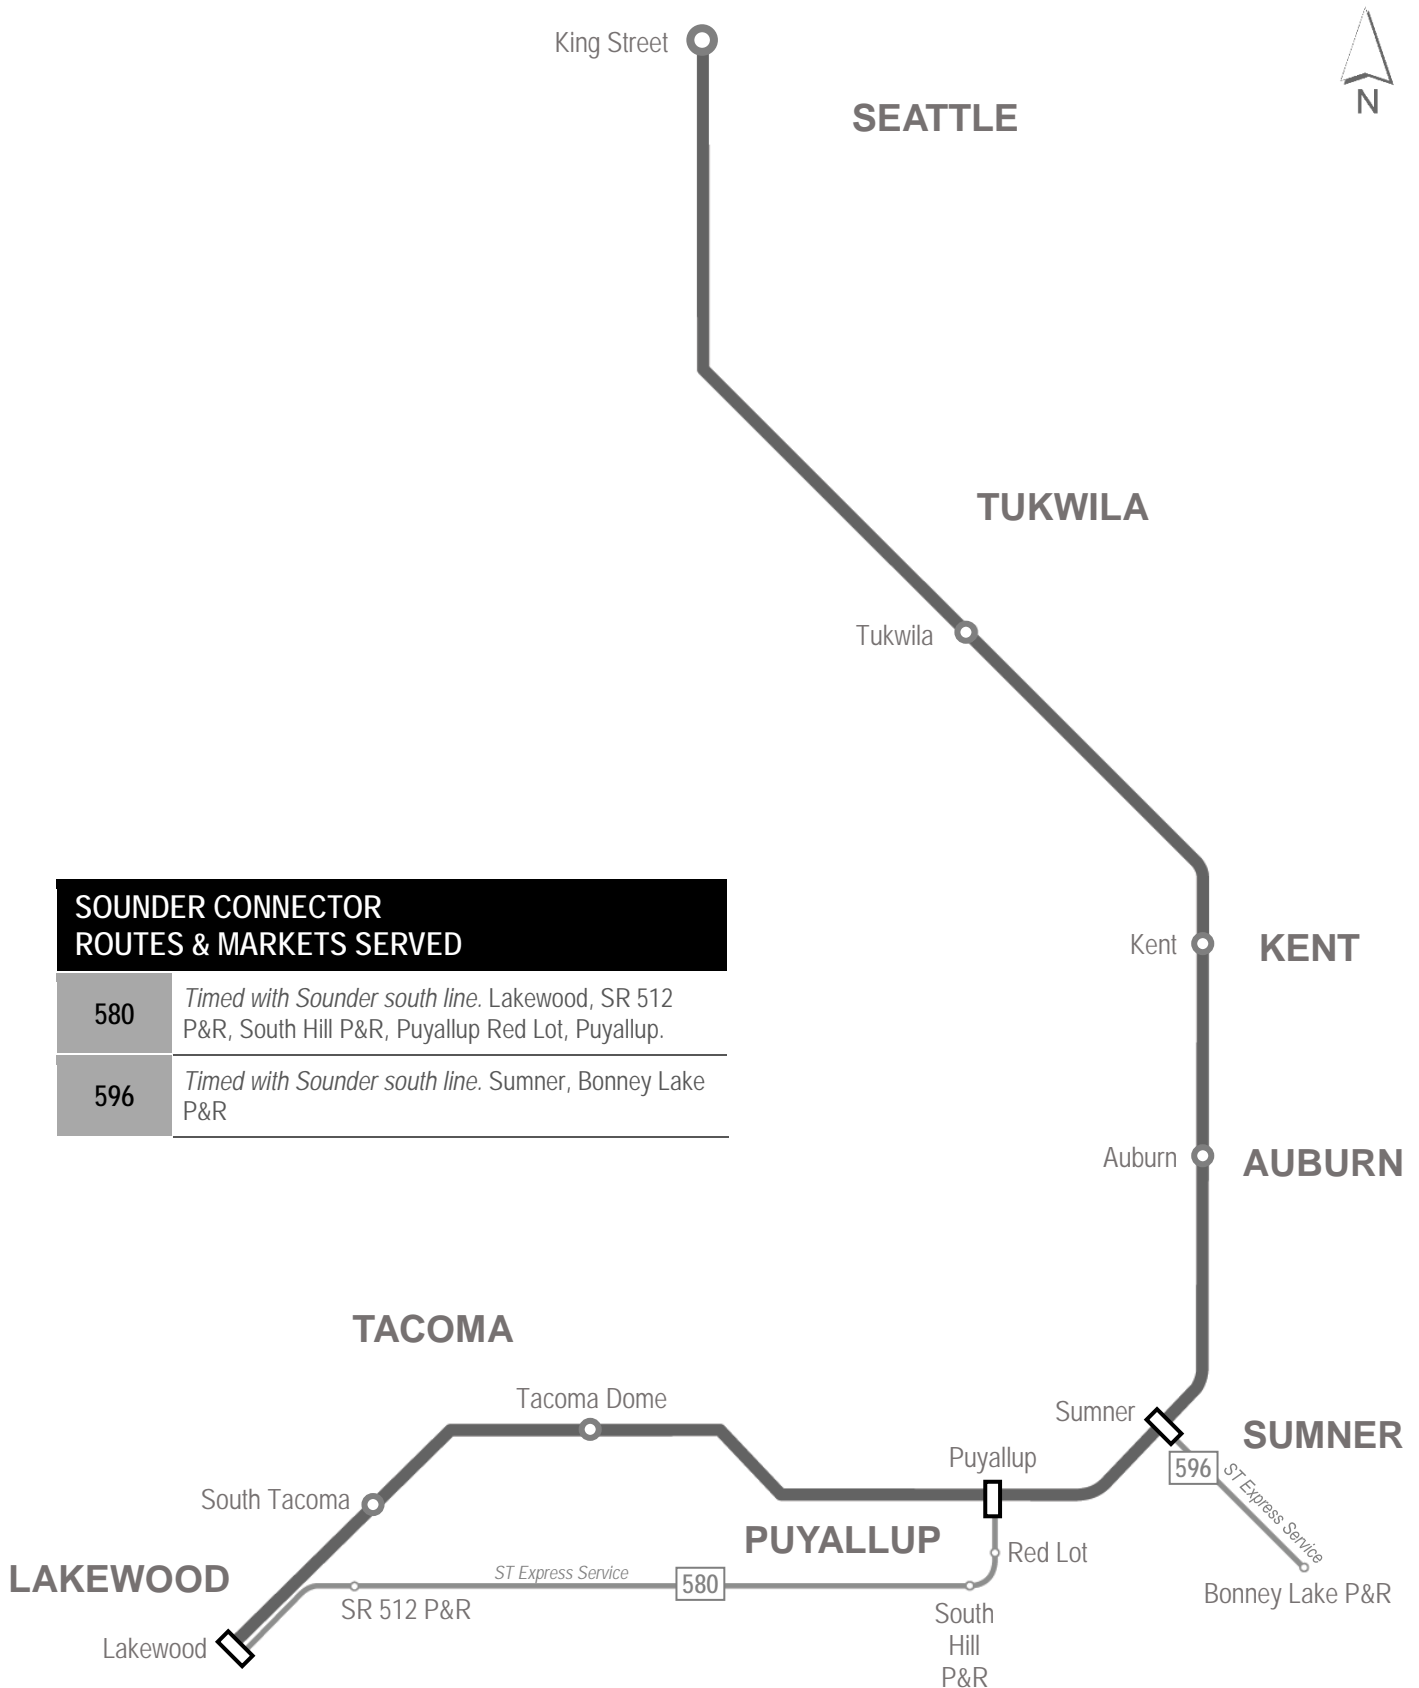 King Street
N
SEATTLE
TUKWILA
Tukwila
SOUNDER CONNECTOR
ROUTES & MARKETS SERVED
580
Timed with Sounder south line. Lakewood, SR 512
P&R, South Hill P&R, Puyallup Red Lot, Puyallup.
596
Timed with Sounder south line. Sumner, Bonney Lake
P&R
Kent
KENT
Auburn
AUBURN
TACOMA
Tacoma Dome
Sumner
SUMNER
Puyallup
596
ST Express Service
South Tacoma
PUYALLUP
Red Lot
LAKEWOOD
ST Express Service
580
Bonney Lake P&R
SR 512 P&R
South
Hill
P&R
Lakewood